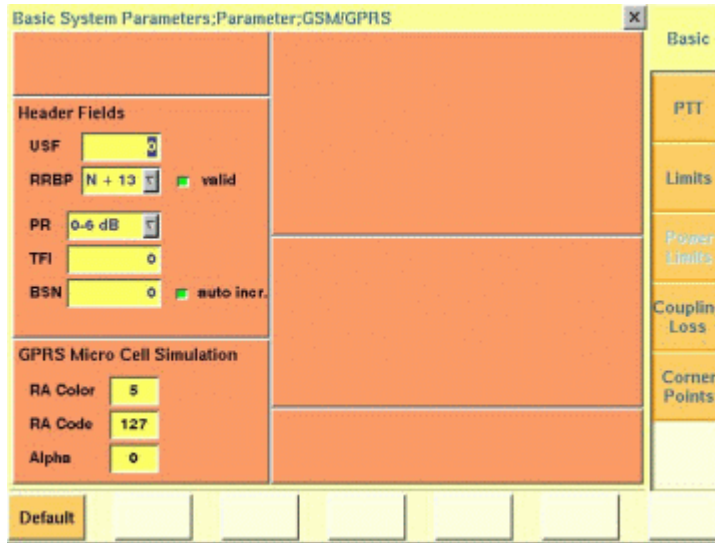 Basic System Parameters;Parameter;GSM/GPRS
x
Basic
Header Fields
USF 0
RRBP N + 13 valid
PR 0-6 dB
TFI 0
BSN 0 auto incr.
PTT
Limits
Power
Limits
Couplin
Loss
Corner
Points
GPRS Micro Cell Simulation
RA Color 5
RA Code 127
Alpha 0
Default